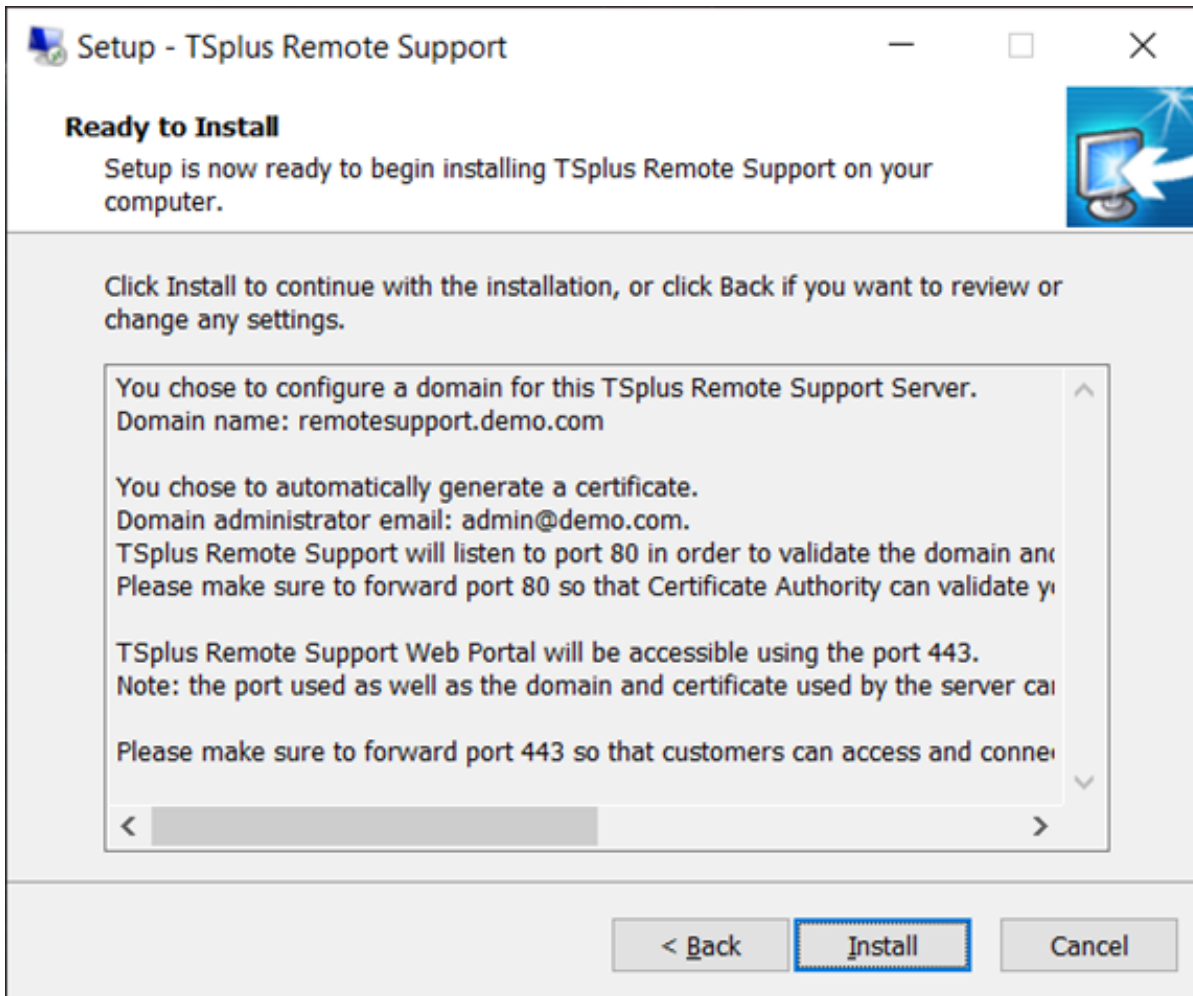 Setup - TSplus Remote Support
Ready to Install
Setup is now ready to begin installing TSplus Remote Support on your
computer.
Click Install to continue with the installation, or click Back if you want to review or
change any settings.
You chose to configure a domain for this TSplus Remote Support Server.
Domain name: remotesupport.demo.com
You chose to automatically generate a certificate.
Domain administrator email: admin@demo.com.
TSplus Remote Support will listen to port 80 in order to validate the domain and
Please make sure to forward port 80 so that Certificate Authority can validate
TSplus Remote Support Web Portal will be accessible using the port 443.
Note: the port used as well as the domain and certificate used by the server
Please make sure to forward port 443 so that customers can access and
< Back Install Cancel